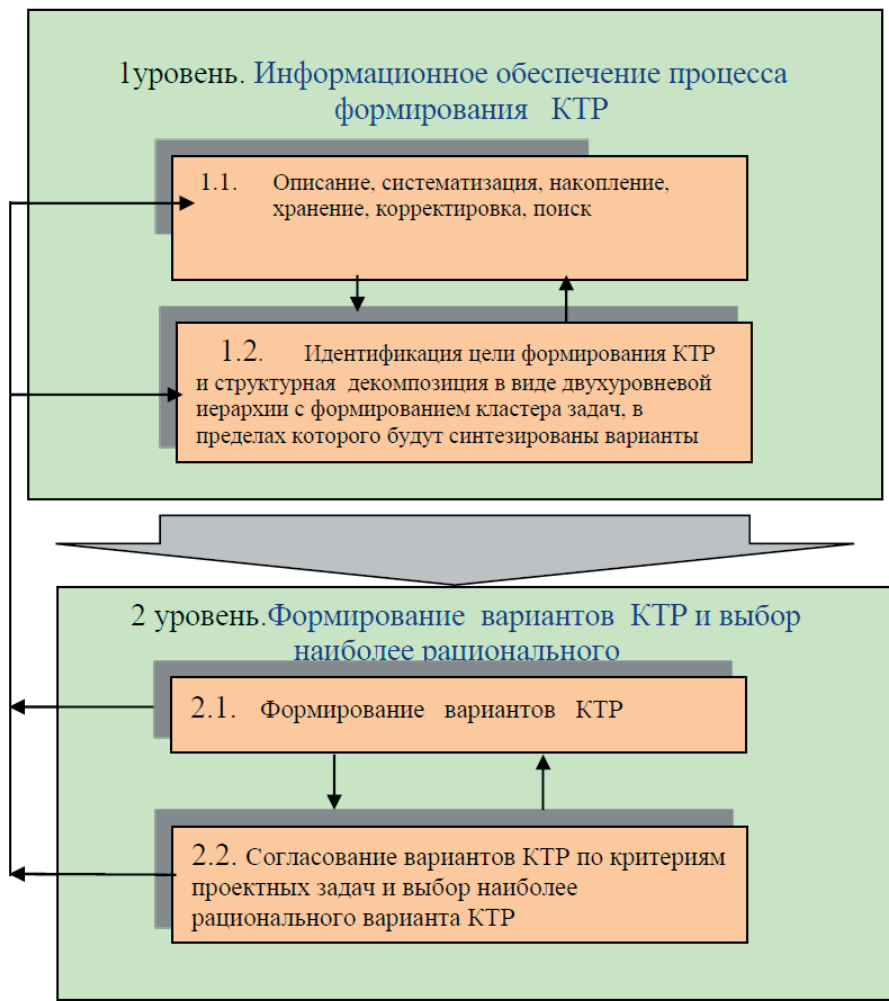 1уровень. Информационное обеспечение процесса
формирования КТР
1.1. Описание, систематизация, накопление,
хранение, корректировка, поиск
1.2. Идентификация цели формирования КТР
и структурная декомпозиция в виде двухуровневой
иерархии с формированием кластера задач, в
пределах которого будут синтезированы варианты
2 уровень.Формирование вариантов КТР и выбор
наиболее рационального
2.1. Формирование вариантов КТР
2.2. Согласование вариантов КТР по критериям
проектных задач и выбор наиболее
рационального варианта КТР